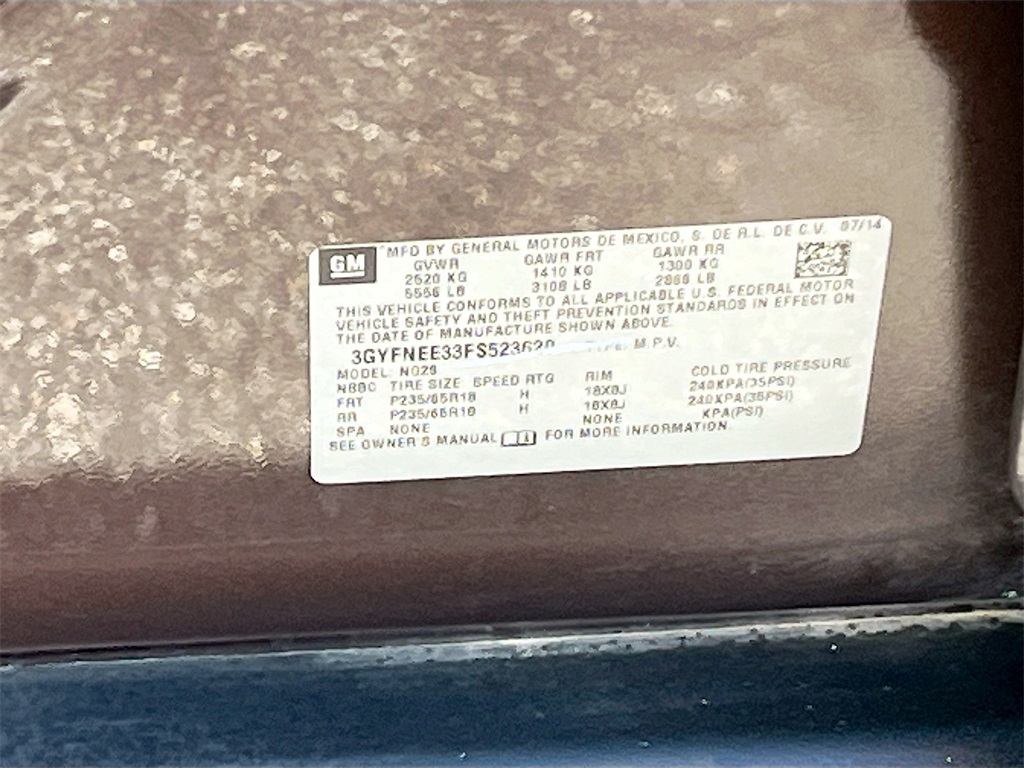 GM
MFD BY GENERAL MOTORS DE MEXICO, S. DE R.L. DE C.V. 07/14
GVWR GAWR FRT GAWR RR
2520 KG 1410 KG 1300 KG
5556 LB 3108 LB 2866 LB
THIS VEHICLE CONFORMS TO ALL APPLICABLE U.S. FEDERAL MOTOR
VEHICLE SAFETY AND THEFT PREVENTION STANDARDS IN EFFECT ON
THE DATE OF MANUFACTURE SHOWN ABOVE.
TYPE: M.P.V.
MODEL:
TIRE SIZE SPEED RTG RIM COLD TIRE PRESSURE
FRT P235/65R18 H 18X8J 240KPA(35PSI)
RR P235/65R18 H 18X8J 240KPA(35PSI)
SPA NONE NONE KPA(PSI)
SEE OWNER'S MANUAL FOR MORE INFORMATION.